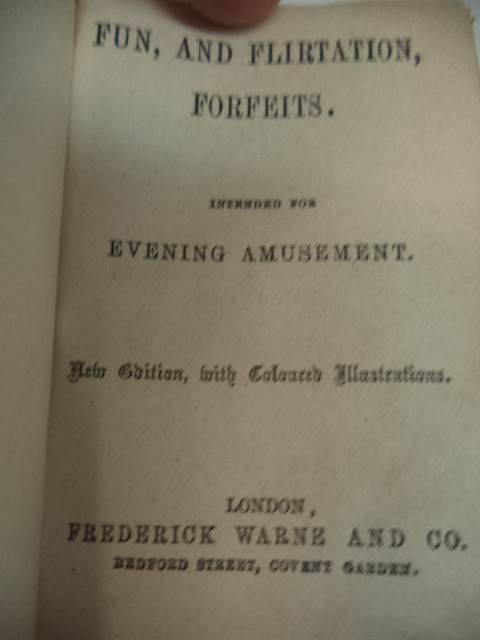 FUN, AND FLIRTATION,
FORFEITS.
INTENDED FOR
EVENING AMUSEMENT.
New Edition, with Coloured Illustrations.
LONDON,
FREDERICK WARNE AND CO.
BEDFORD STREET, COVENT GARDEN.